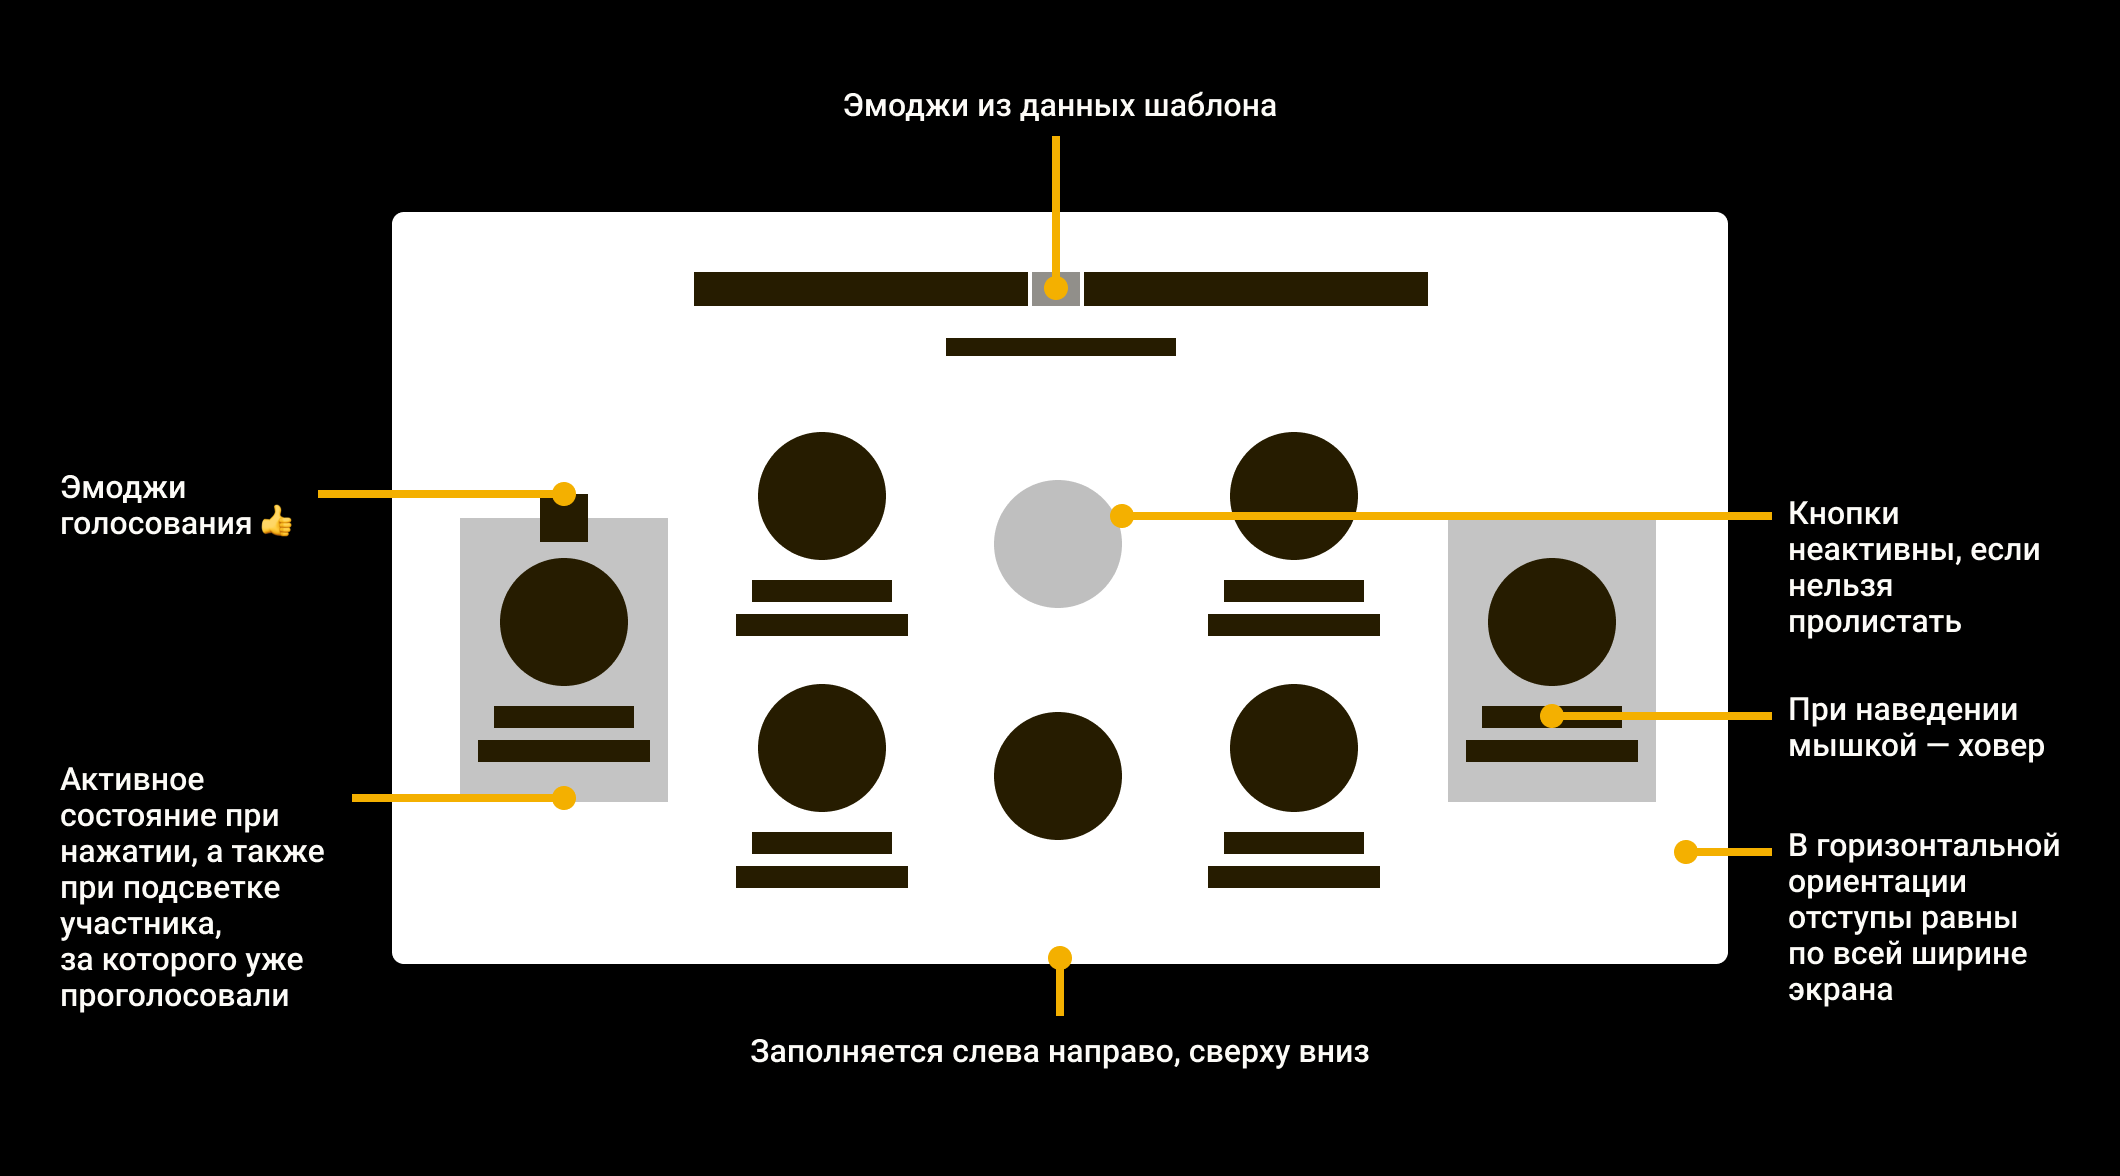 Эмоджи из данных шаблона
Эмоджи
голосования 👍
Активное
состояние при
нажатии, а также
при подсветке
участника,
за которого уже
проголосовали
Кнопки
неактивны, если
нельзя
пролистать
При наведении
мышкой — ховер
В горизонтальной
ориентации
отступы равны
по всей ширине
экрана
Заполняется слева направо, сверху вниз